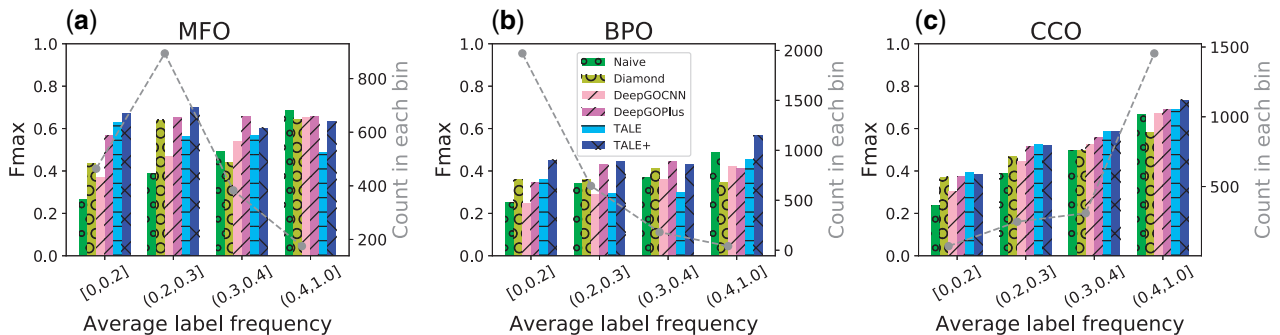 (a)
MFO
Fmax
1.0
0.8
0.6
0.4
0.2
0.0
[0,0.2]
(0.2,0.3]
(0.3,0.4]
(0.4,1.0]
Average label frequency
800
600
400
200
Count in each bin
(b)
BPO
Fmax
1.0
0.8
0.6
0.4
0.2
0.0
Naive
Diamond
DeepGOCNN
DeepGOPlus
TALE
TALE+
[0,0.2]
(0.2,0.3]
(0.3,0.4]
(0.4,1.0]
Average label frequency
2000
1500
1000
500
0
Count in each bin
(c)
CCO
Fmax
1.0
0.8
0.6
0.4
0.2
0.0
[0,0.2]
(0.2,0.3]
(0.3,0.4]
(0.4,1.0]
Average label frequency
1500
1000
500
Count in each bin